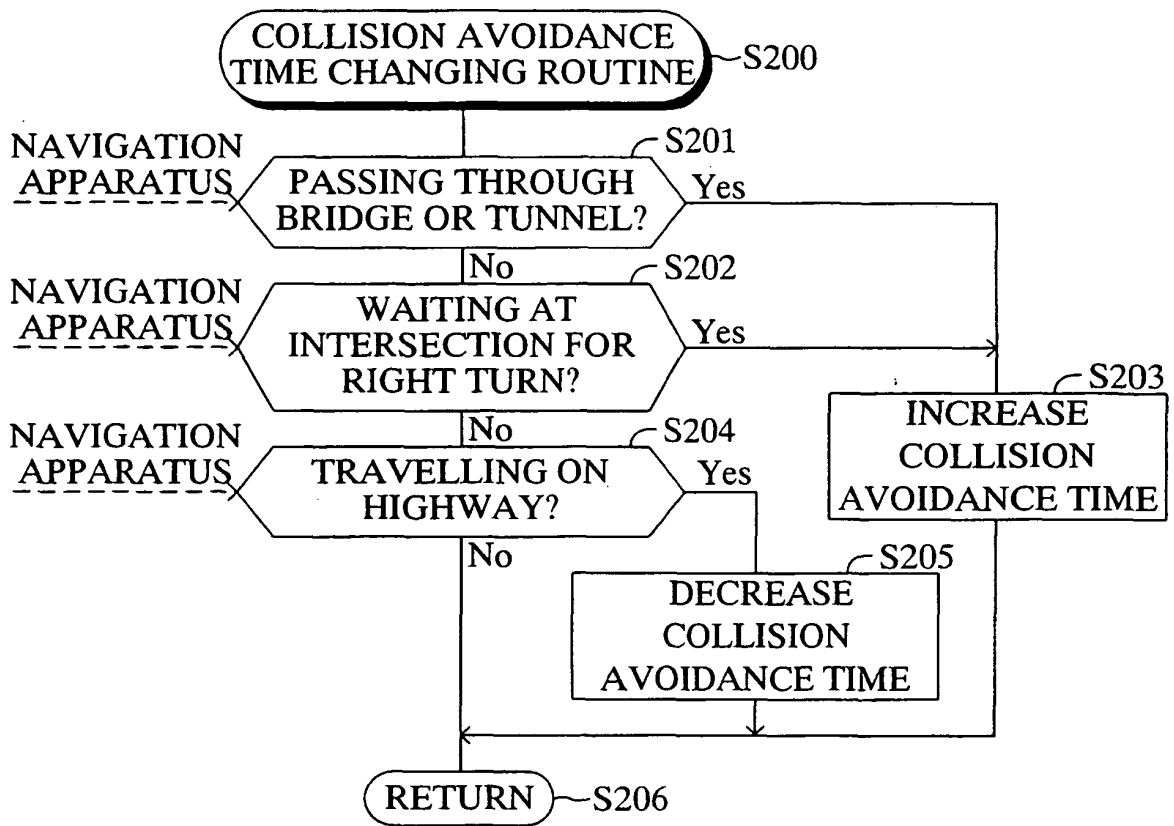 COLLISION AVOIDANCE
TIME CHANGING ROUTINE
S200
NAVIGATION
APPARATUS
S201
PASSING THROUGH
BRIDGE OR TUNNEL?
Yes
No
NAVIGATION
APPARATUS
S202
WAITING AT
INTERSECTION FOR
RIGHT TURN?
Yes
No
S203
INCREASE
COLLISION
AVOIDANCE TIME
NAVIGATION
APPARATUS
S204
TRAVELLING ON
HIGHWAY?
Yes
No
S205
DECREASE
COLLISION
AVOIDANCE TIME
RETURN
S206